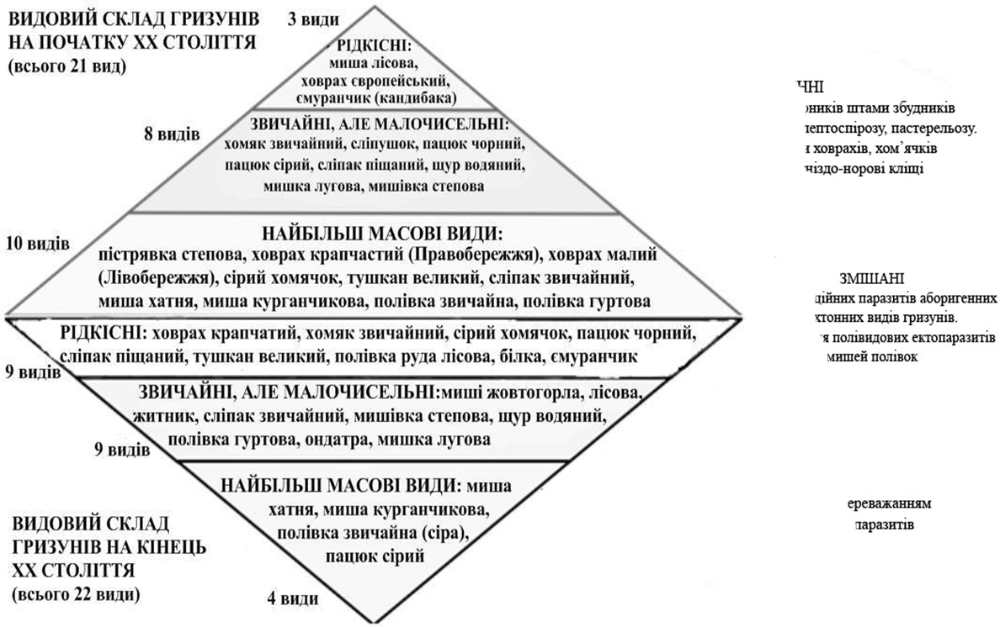 ВИДОВИЙ СКЛАД ГРИЗУНІВ
НА ПОЧАТКУ ХХ СТОЛІТТЯ
(всього 21 вид)
3 види
РІДКІСНІ:
миша лісова,
ховрах європейський,
ємуранчик (кандибака)
8 видів
ЗВИЧАЙНІ, АЛЕ МАЛОЧИСЕЛЬНІ:
хомяк звичайний, сліпушок, пацюк чорний,
пацюк сірий, сліпак піщаний, щур водяний,
мишка лугова, мишівка степова
10 видів
НАЙБІЛЬШ МАСОВІ ВИДИ:
пістрявка степова, ховрах крапчастий (Правобережжя), ховрах малий
(Лівобережжя), сірий хомячок, тушкан великий, сліпак звичайний,
миша хатня, миша курганчикова, полівка звичайна, полівка гуртова
РІДКІСНІ: ховрах крапчатий, хомяк звичайний, сірий хомячок, пацюк чорний,
сліпак піщаний, тушкан великий, полівка руда лісова, білка, ємуранчик
9 видів
ЗВИЧАЙНІ, АЛЕ МАЛОЧИСЕЛЬНІ:миші жовтогорла, лісова,
житник, сліпак звичайний, мишівка степова, щур водяний,
полівка гуртова, ондатра, мишка лугова
9 видів
НАЙБІЛЬШ МАСОВІ ВИДИ: миша
хатня, миша курганчикова,
полівка звичайна (сіра),
пацюк сірий
ВИДОВИЙ СКЛАД
ГРИЗУНІВ НА КІНЕЦЬ
ХХ СТОЛІТТЯ
(всього 22 види)
4 види
ЧНІ
штами збудників
пастерельозу.
ховрахів, хом’ячків
кліщі
ЗМІШАНІ
паразитів аборигенних
видів гризунів.
полівидових ектопаразитів
мишей полівок
ереважанням
паразитів